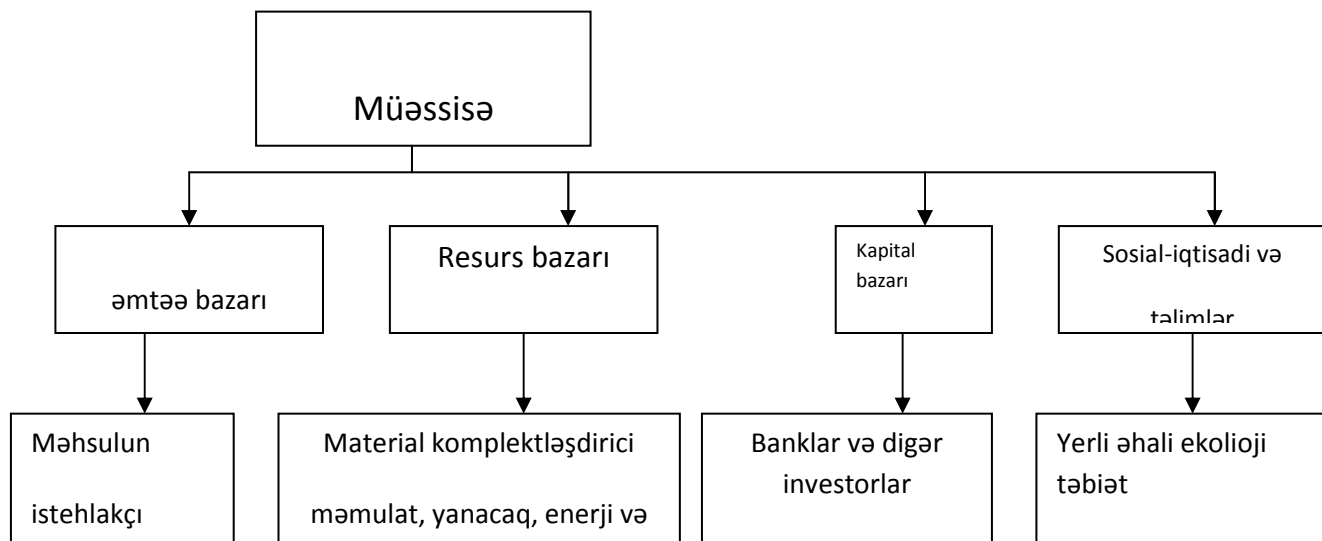 Müəssisə
əmtəə bazarı
Resurs bazarı
Kapital
bazarı
Sosial-iqtisadi və
təlimlər
Məhsulun
istehlakçı
Material komplektləşdirici
məmulat, yanacaq, enerji və
Banklar və digər
investorlar
Yerli əhali ekolioji
təbiət